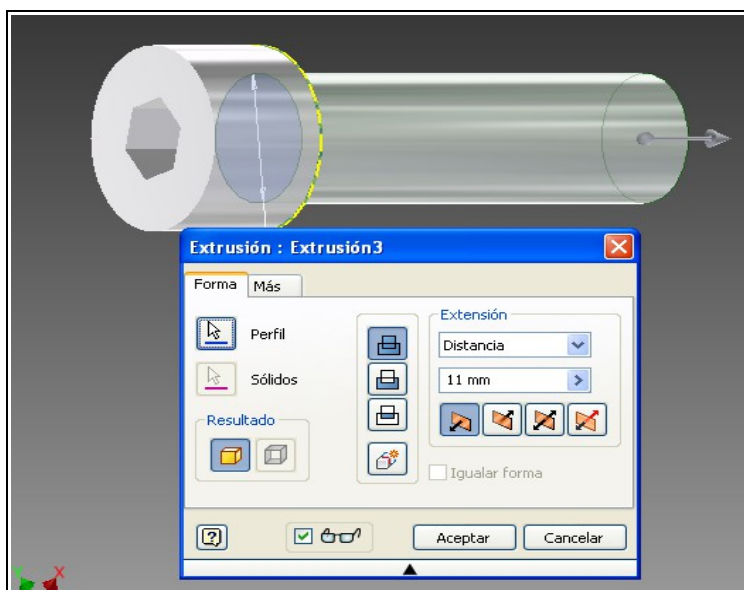 Extrusión : Extrusión3
Forma
Más
Perfil
Sólidos
Resultado
Extensión
Distancia
11 mm
Igualar forma
?
Aceptar
Cancelar
X